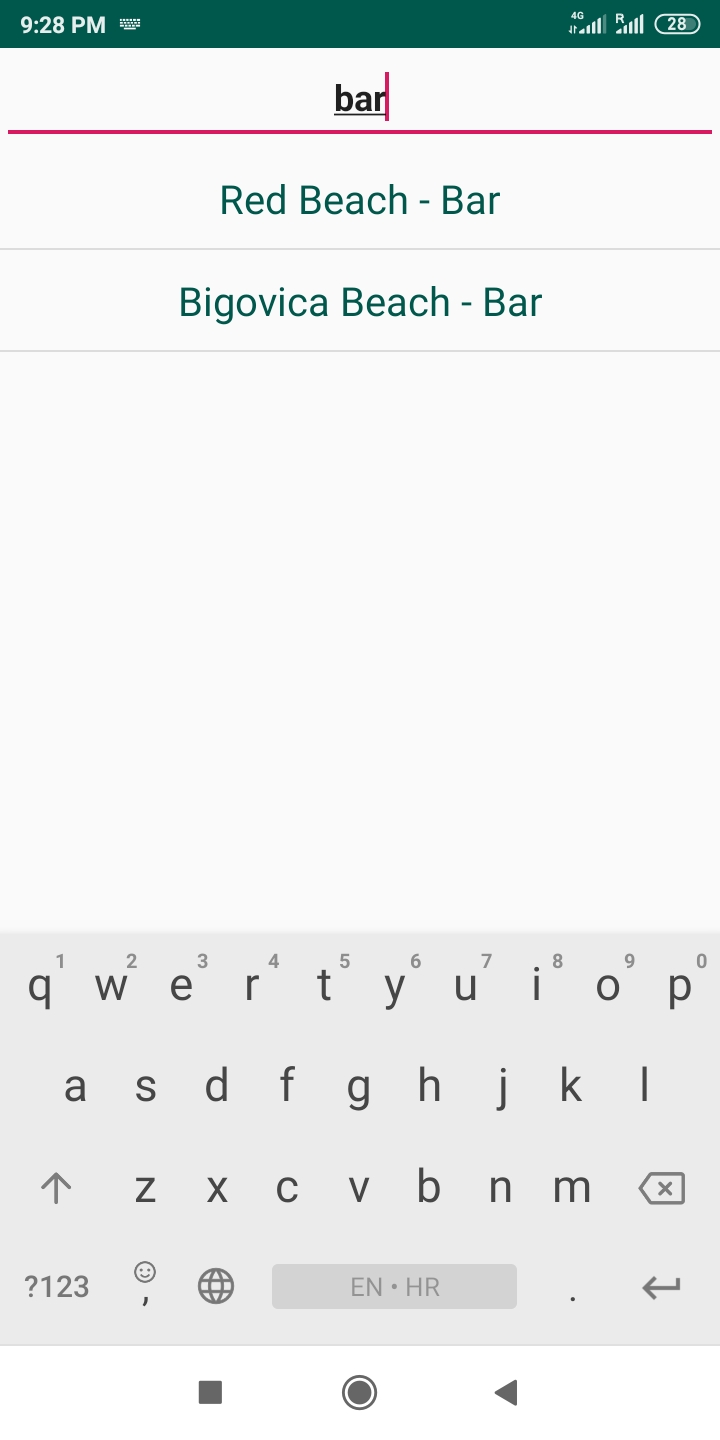 9:28 PM 4G R 28
bar
Red Beach - Bar
Bigovica Beach - Bar
1 2 3 4 5 6 7 8 9 0
q w e r t y u i o p
a s d f g h j k l
z x c v b n m
?123 , EN • HR .